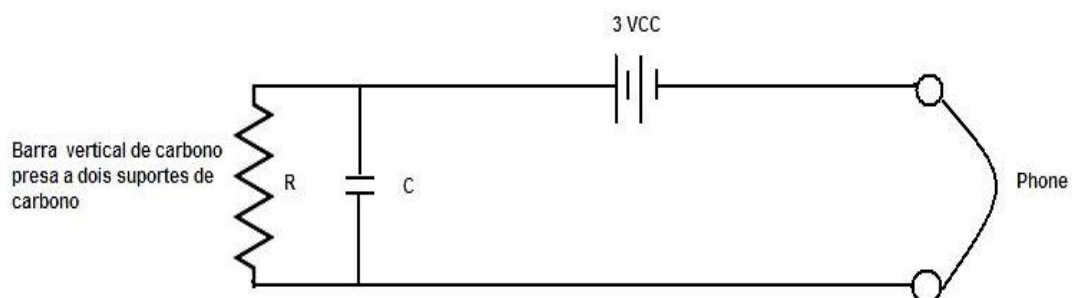 3 VCC
Barra vertical de carbono
presa a dois suportes de
carbono
R
C
Phone